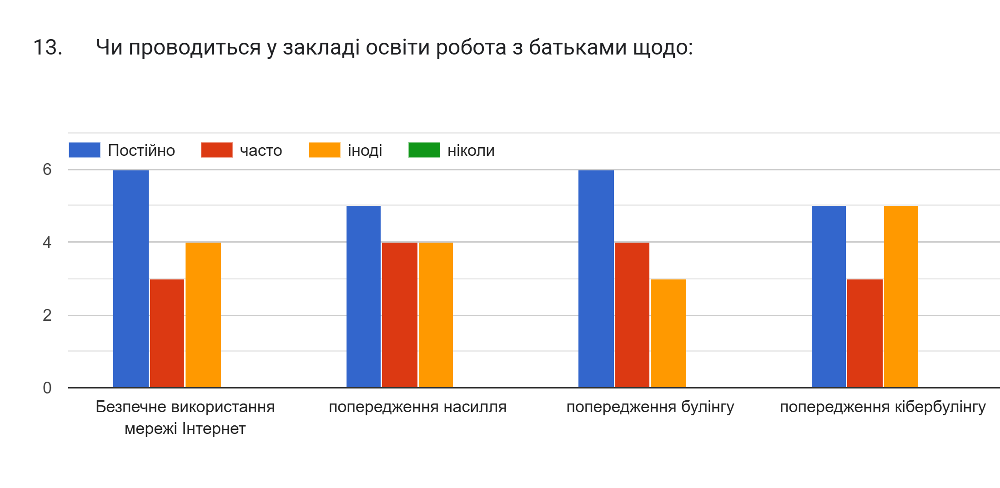 13. Чи проводиться у закладі освіти робота з батьками щодо:
Постійно часто іноді ніколи
6
4
2
0
Безпечне використання мережі Інтернет
попередження насилля
попередження булінгу
попередження кібербулінгу